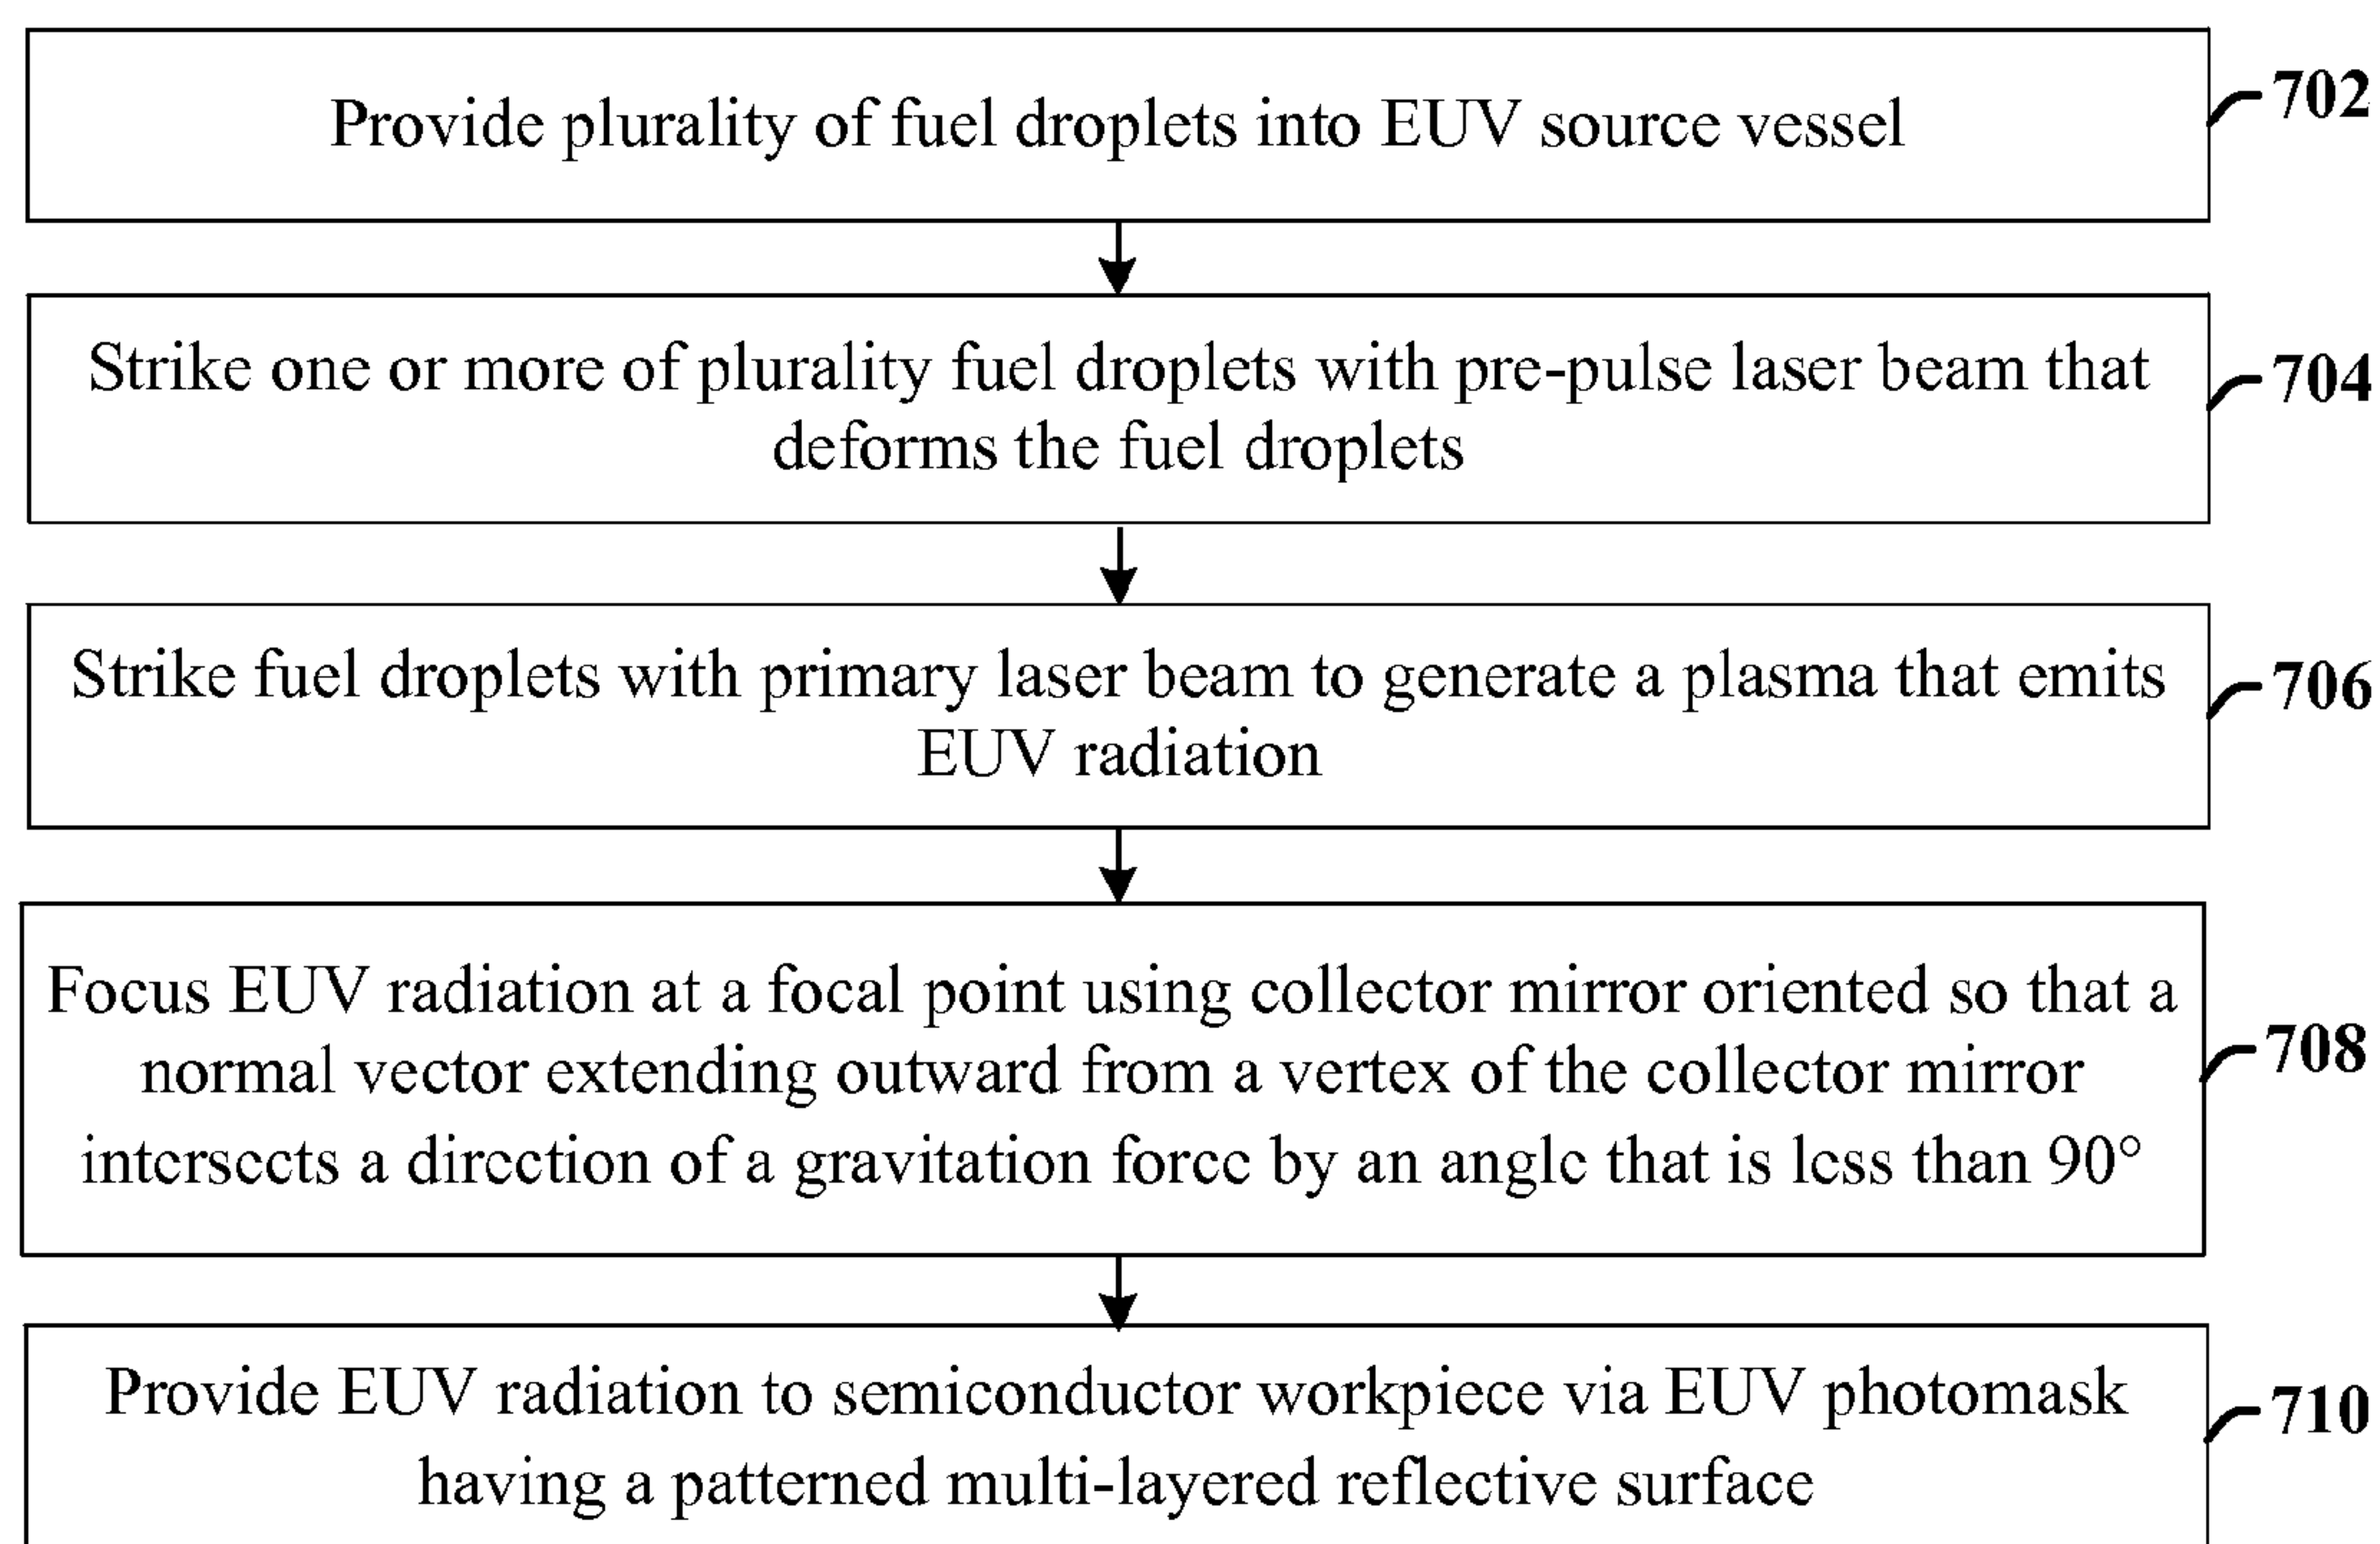 Provide plurality of fuel droplets into EUV source vessel
702
Strike one or more of plurality fuel droplets with pre-pulse laser beam that
deforms the fuel droplets
704
Strike fuel droplets with primary laser beam to generate a plasma that emits
EUV radiation
706
Focus EUV radiation at a focal point using collector mirror oriented so that a
normal vector extending outward from a vertex of the collector mirror
intersects a direction of a gravitation force by an angle that is less than 90°
708
Provide EUV radiation to semiconductor workpiece via EUV photomask
having a patterned multi-layered reflective surface
710